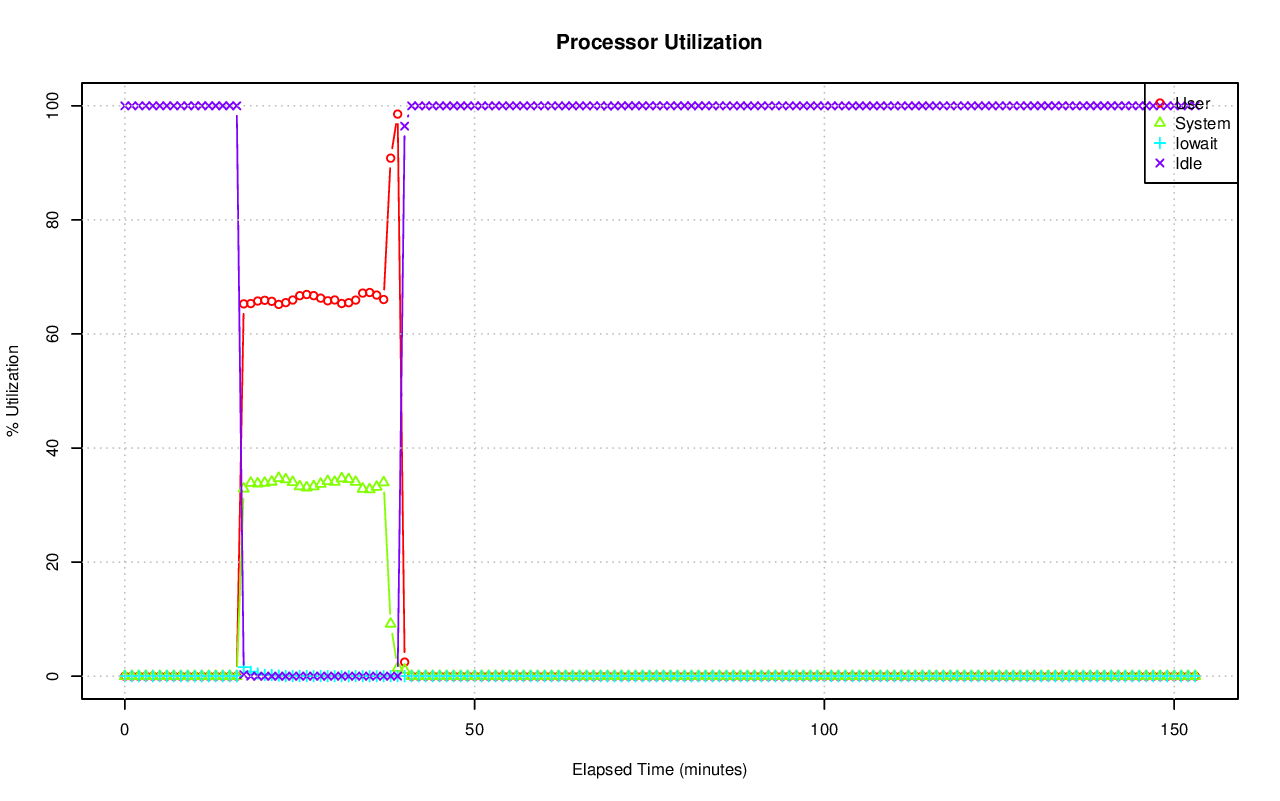 Processor Utilization
100
80
60
40
20
0
% Utilization
User
System
Iowait
Idle
0 50 100 150
Elapsed Time (minutes)